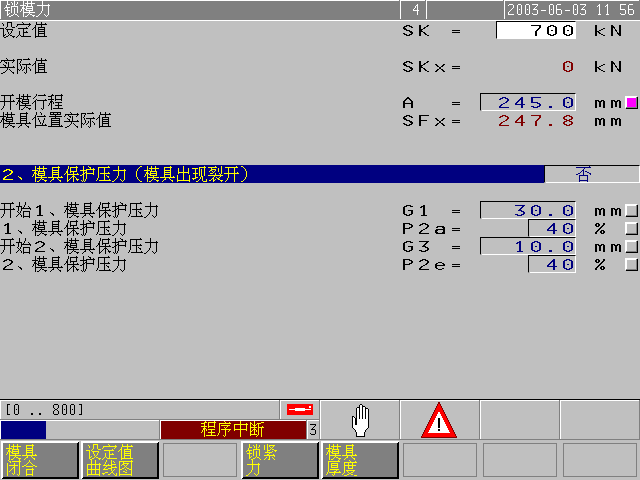 锁模力 4 2003-06-03 11 56
设定值 SK = 700 kN
实际值 SKx= 0 kN
开模行程 A = 245.0 mm
模具位置实际值 SFx= 247.8 mm
2、模具保护压力(模具出现裂开) 否
开始1、模具保护压力 G1 = 30.0 mm
1、模具保护压力 P2a= 40 %
开始2、模具保护压力 G3 = 10.0 mm
2、模具保护压力 P2e= 40 %
[0 .. 800]
程序中断 3
模具
闭合
设定值
曲线图
锁紧
力
模具
厚度